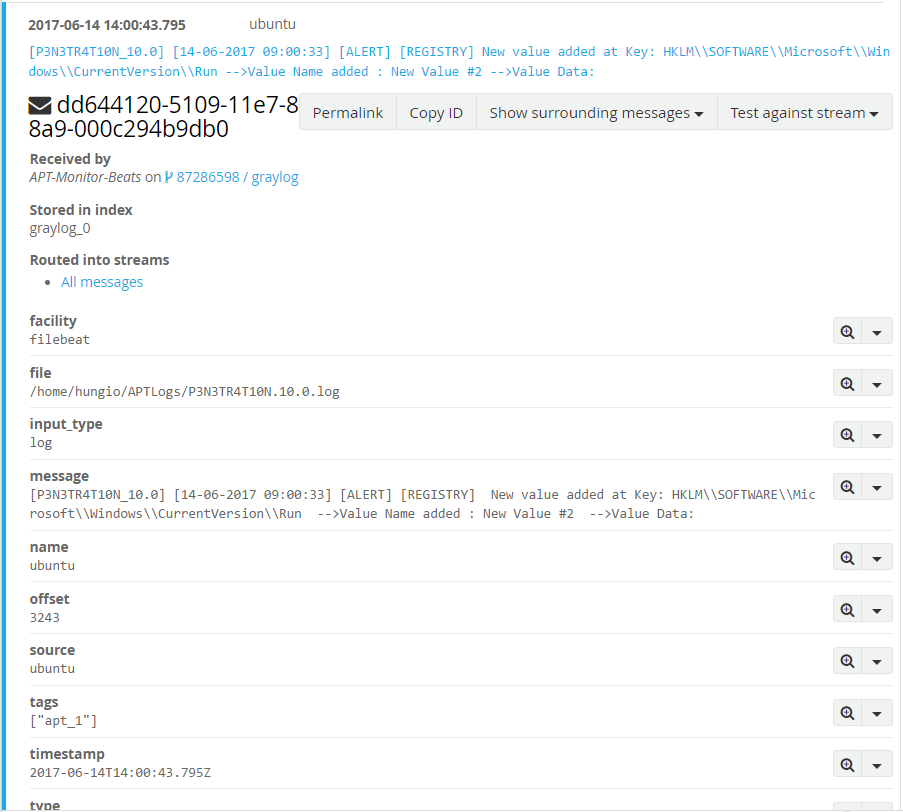 2017-06-14 14:00:43.795 ubuntu
[P3N3TR4T10N_10.0] [14-06-2017 09:00:33] [ALERT] [REGISTRY] New value added at Key: HKLM\\SOFTWARE\\Microsoft\\Win
dows\\CurrentVersion\\Run -->Value Name added : New Value #2 -->Value Data:
dd644120-5109-11e7-8
8a9-000c294b9db0
Permalink Copy ID Show surrounding messages Test against stream
Received by
APT-Monitor-Beats on 87286598 / graylog
Stored in index
graylog_0
Routed into streams
• All messages
facility
filebeat
file
/home/hungio/APTLogs/P3N3TR4T10N.10.0.log
input_type
log
message
[P3N3TR4T10N_10.0] [14-06-2017 09:00:33] [ALERT] [REGISTRY]  New value added at Key: HKLM\\SOFTWARE\\Mic
rosoft\\Windows\\CurrentVersion\\Run  -->Value Name added : New Value #2  -->Value Data:
name
ubuntu
offset
3243
source
ubuntu
tags
["apt_1"]
timestamp
2017-06-14T14:00:43.795Z
type